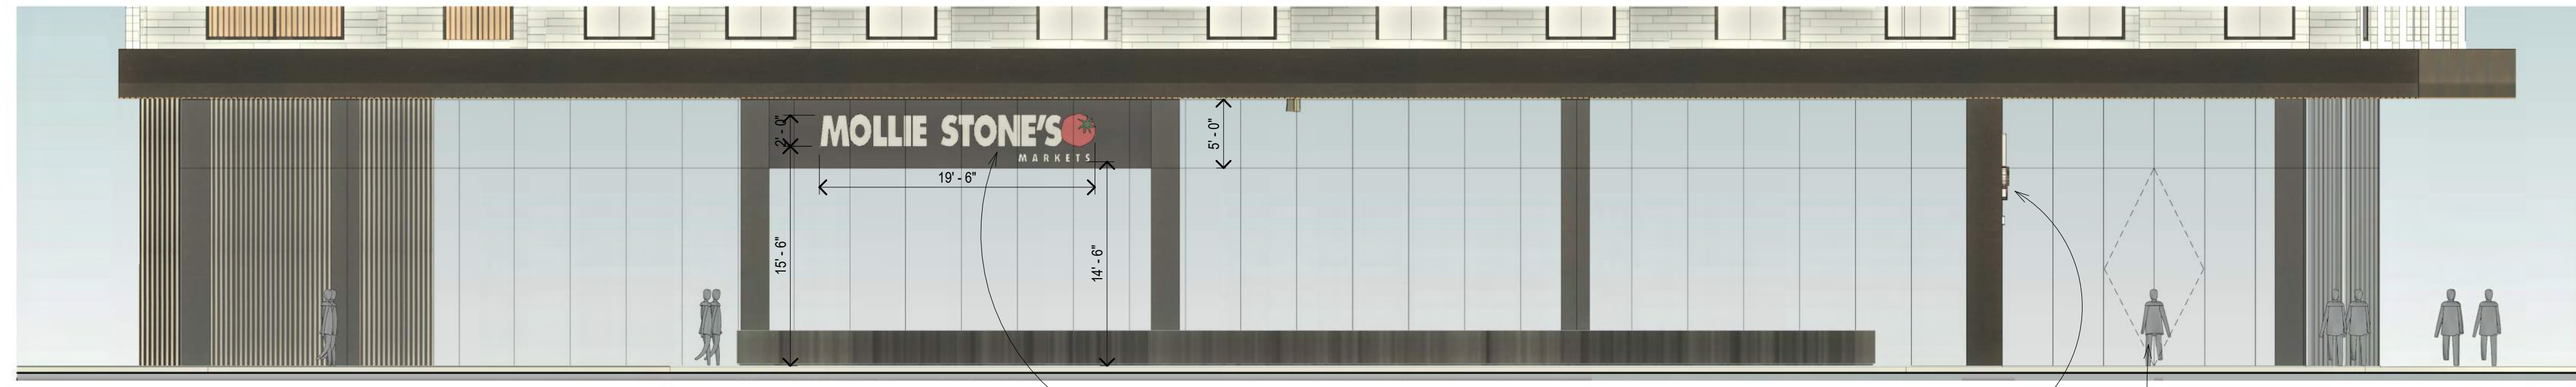 MOLLIE STONE'S
MARKETS
2' - 0"
19' - 6"
15' - 6"
14' - 6"
5' - 0"